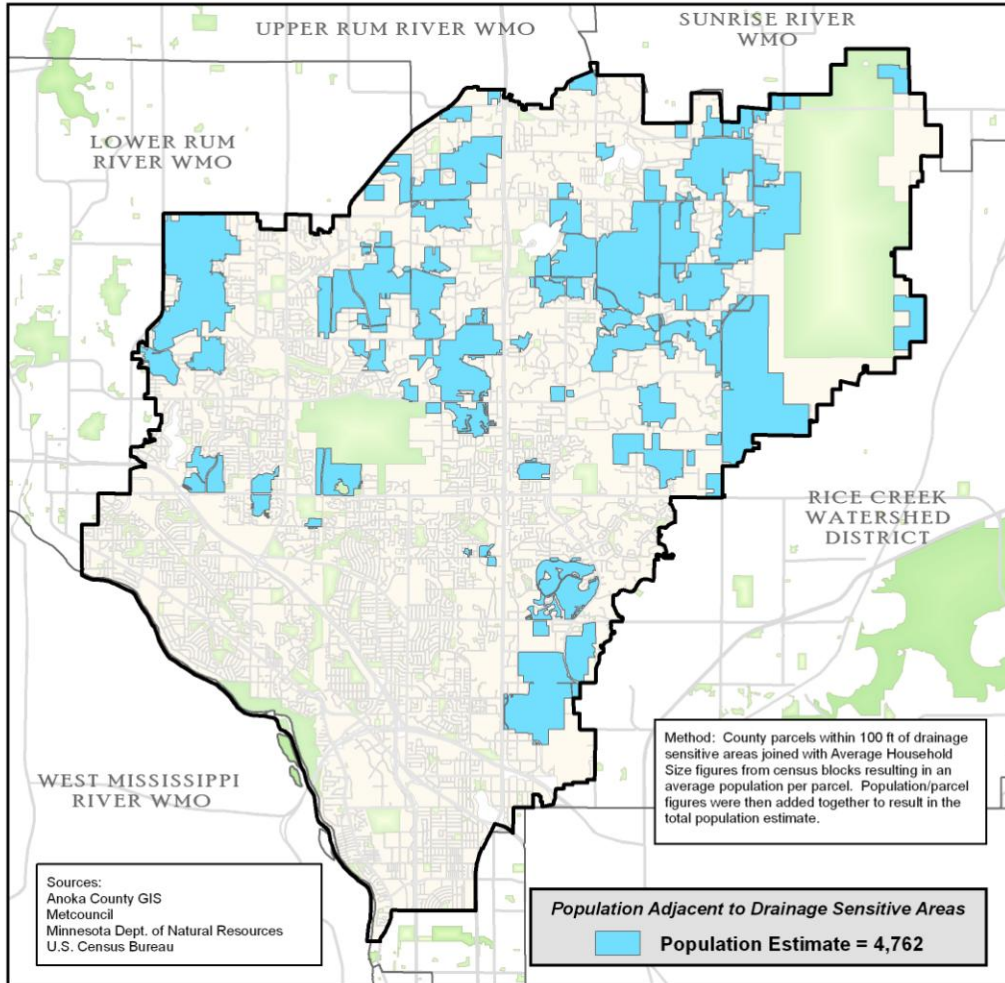 UPPER RUM RIVER WMO
SUNRISE RIVER
WMO
LOWER RUM
RIVER WMO
RICE CREEK
WATERSHED
DISTRICT
WEST MISSISSIPPI
RIVER WMO
Method: County parcels within 100 ft of drainage
sensitive areas joined with Average Household
Size figures from census blocks resulting in an
average population per parcel. Population/parcel
figures were then added together to result in the
total population estimate.
Sources:
Anoka County GIS
Metcouncil
Minnesota Dept. of Natural Resources
U.S. Census Bureau
Population Adjacent to Drainage Sensitive Areas
Population Estimate = 4,762